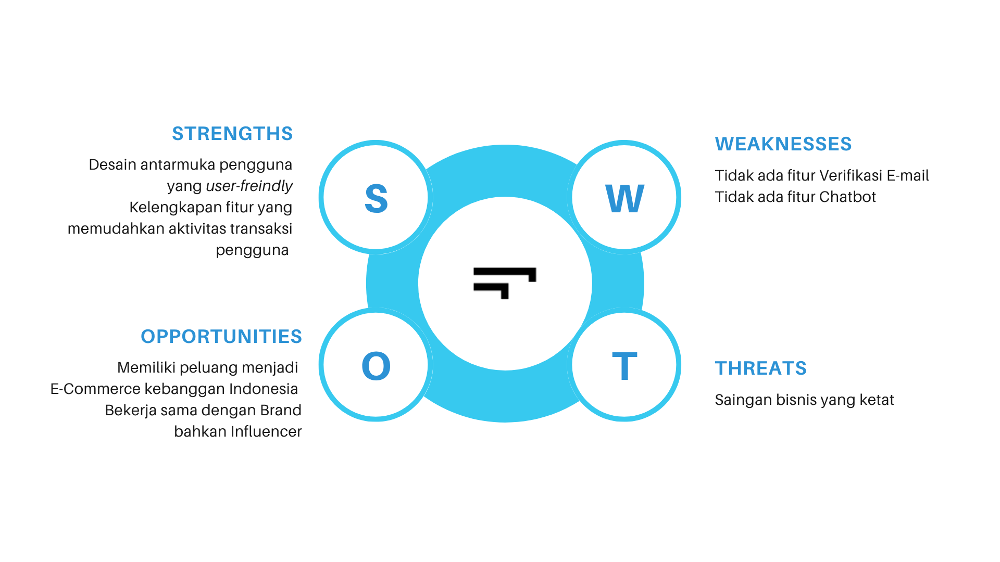 STRENGTHS
Desain antarmuka pengguna
yang user-freindly
Kelengkapan fitur yang
memudahkan aktivitas transaksi
pengguna
S
W
WEAKNESSES
Tidak ada fitur Verifikasi E-mail
Tidak ada fitur Chatbot
OPPORTUNITIES
Memiliki peluang menjadi
E-Commerce kebanggan Indonesia
Bekerja sama dengan Brand
bahkan Influencer
O
T
THREATS
Saingan bisnis yang ketat